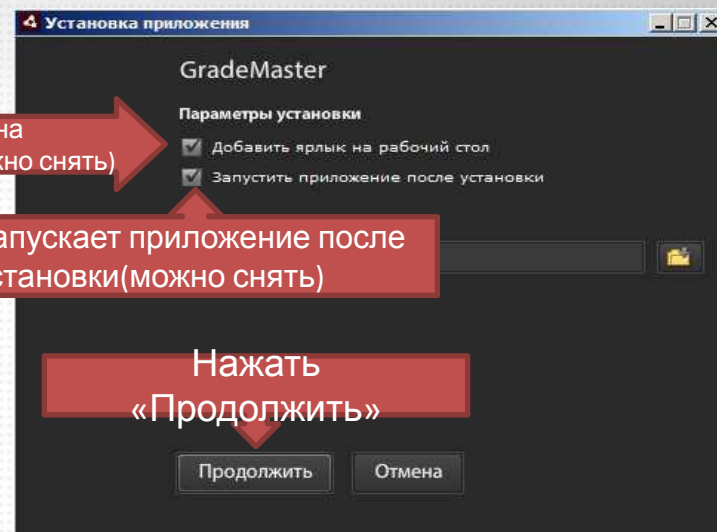 Установка приложения
GradeMaster
Параметры установки
на
но снять)
Добавить ярлык на рабочий стол
Запустить приложение после установки
апускает приложение после
становки(можно снять)
Нажать
«Продолжить»
Продолжить
Отмена